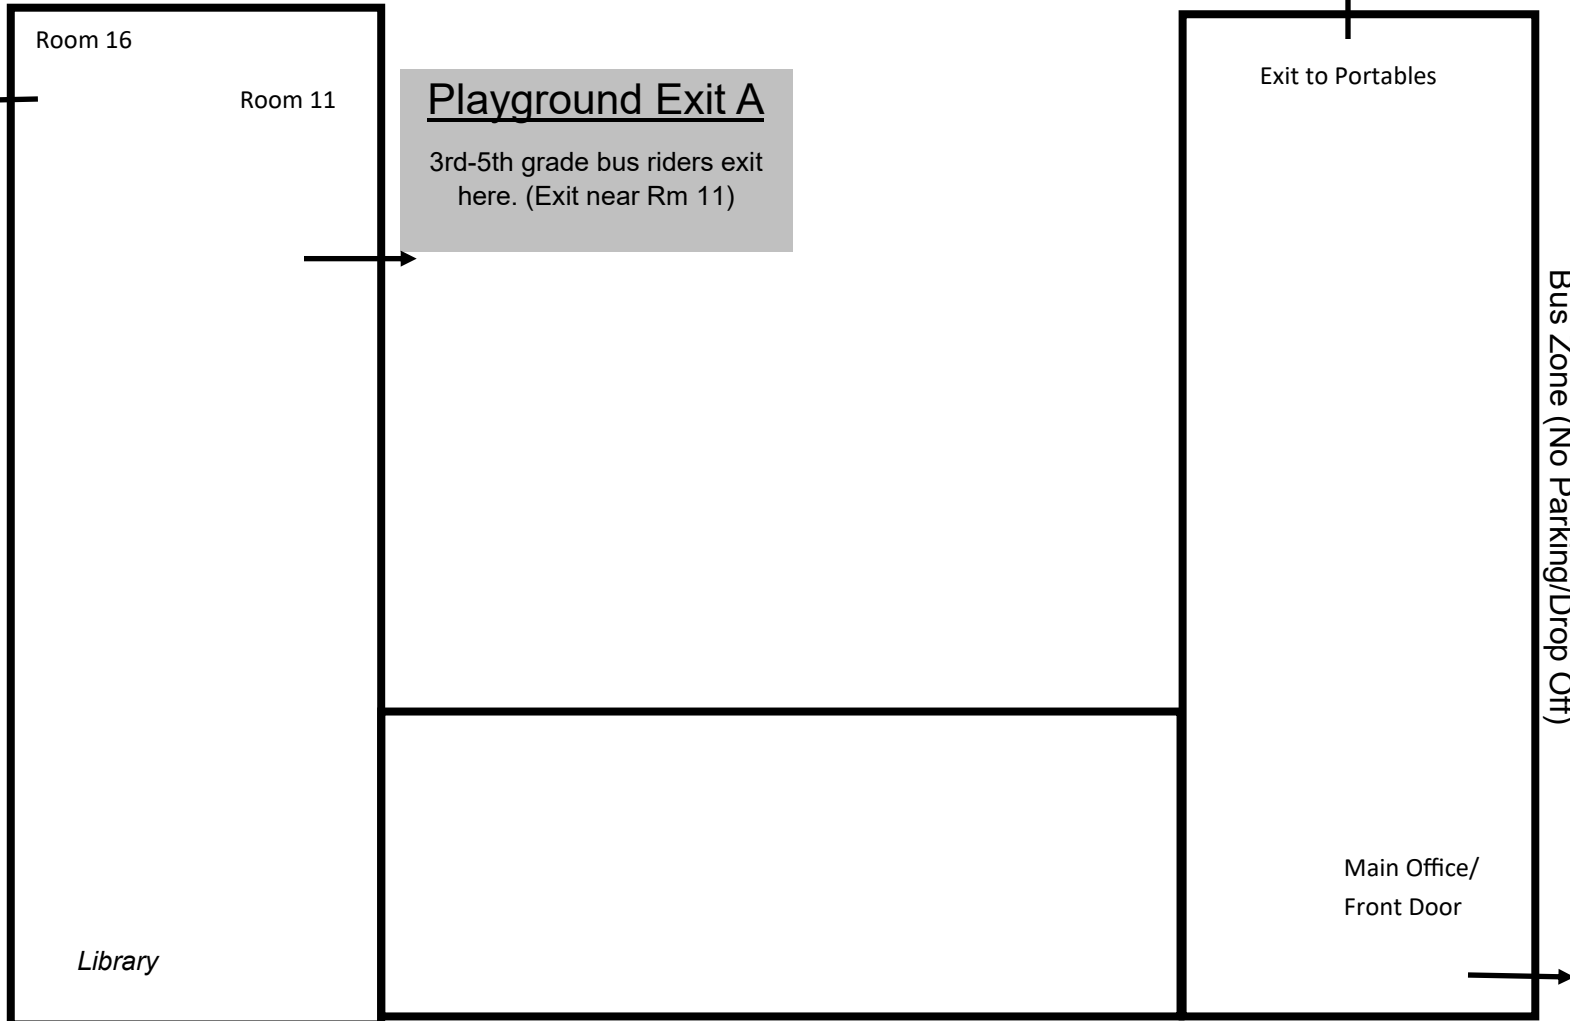 Room 16
Room 11
Playground Exit A
3rd-5th grade bus riders exit
here. (Exit near Rm 11)
Exit to Portables
Bus Zone (No Parking/Drop Off)
Main Office/
Front Door
Library